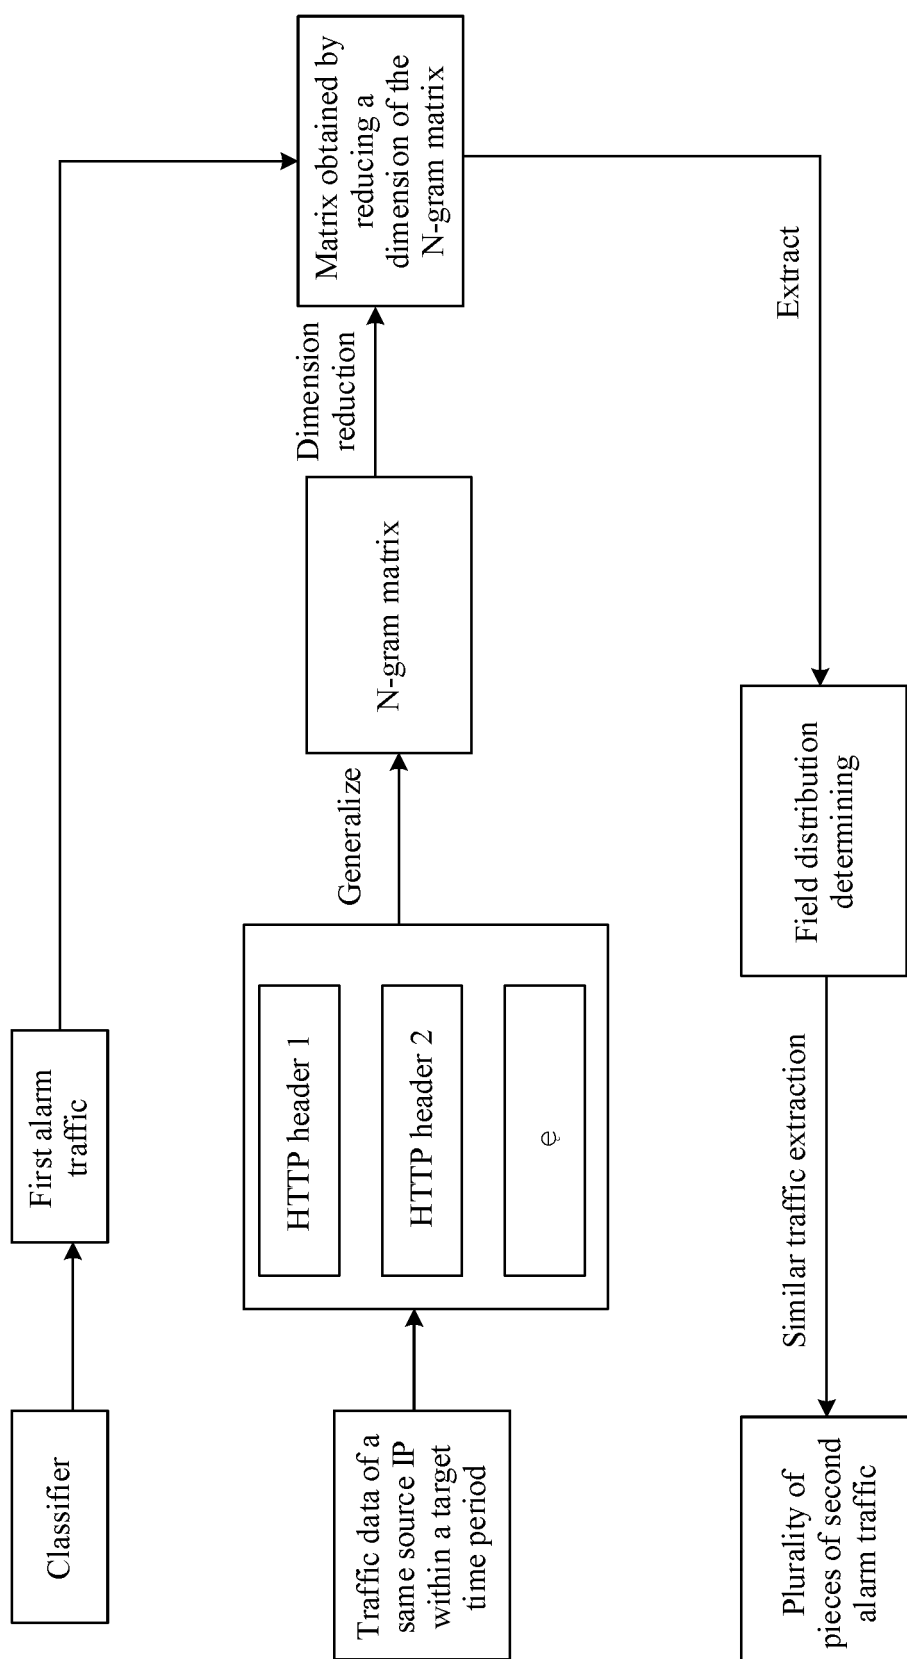 Classifier
First alarm
traffic
Traffic data of a
same source IP
within a target
time period
HTTP header 1
HTTP header 2
Generalize
N-gram matrix
Dimension
reduction
Matrix obtained by
reducing a
dimension of the
N-gram matrix
Extract
Field distribution
determining
Similar traffic extraction
Plurality of
pieces of second
alarm traffic